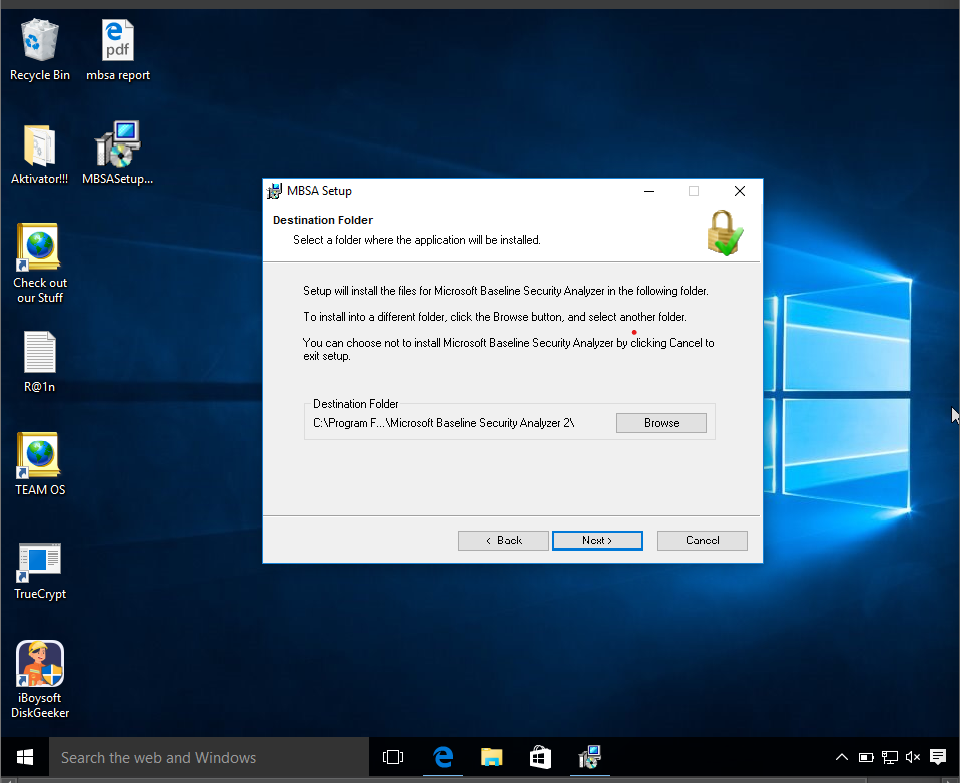 Recycle Bin
pdf
mbsa report
Aktivator!!!
MBSASetup...
Check out
our Stuff
R@1n
TEAM OS
TrueCrypt
iBoysoft
DiskGeeker
MBSA Setup
Destination Folder
Select a folder where the application will be installed.
Setup will install the files for Microsoft Baseline Security Analyzer in the following folder.
To install into a different folder, click the Browse button, and select another folder.
You can choose not to install Microsoft Baseline Security Analyzer by clicking Cancel to
exit setup.
Destination Folder
C:\Program F...\Microsoft Baseline Security Analyzer 2\
Browse
< Back
Next >
Cancel
Search the web and Windows